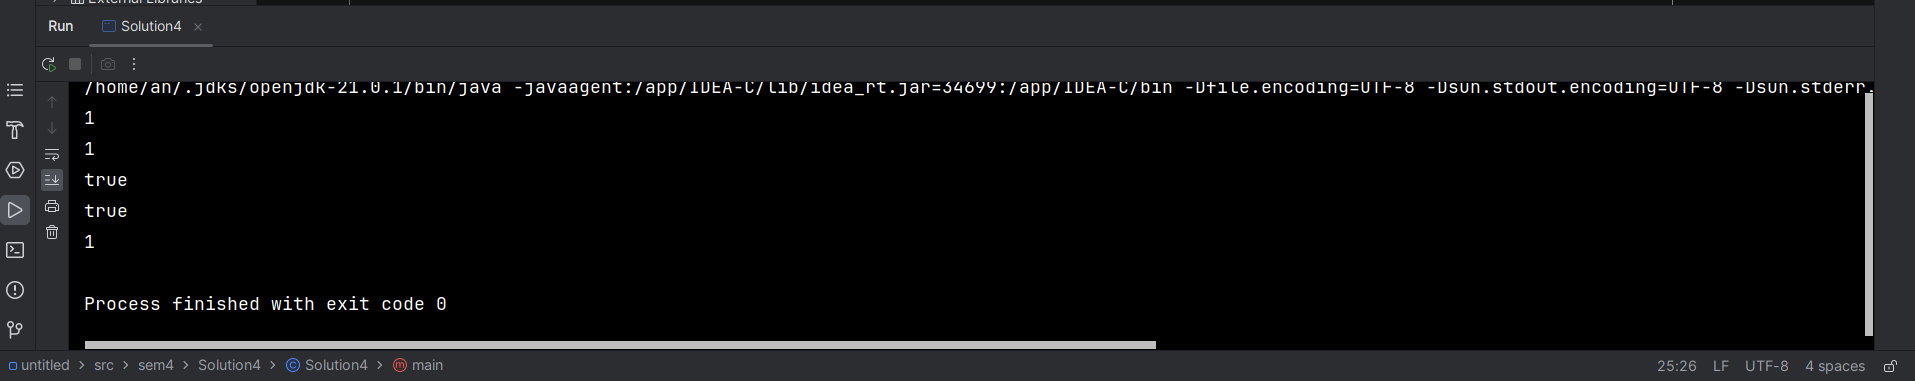 External Libraries
Run Solution4
/home/an/.jdks/openjdk-21.0.1/bin/java -javaagent:/app/IDEA-C/lib/idea_rt.jar=34699:/app/IDEA-C/bin -Dfile.encoding=UTF-8 -Dsun.stdout.encoding=UTF-8 -Dsun.stderr.
1
1
true
true
1
Process finished with exit code 0
untitled > src > sem4 > Solution4 > Solution4 > main 25:26 LF UTF-8 4 spaces